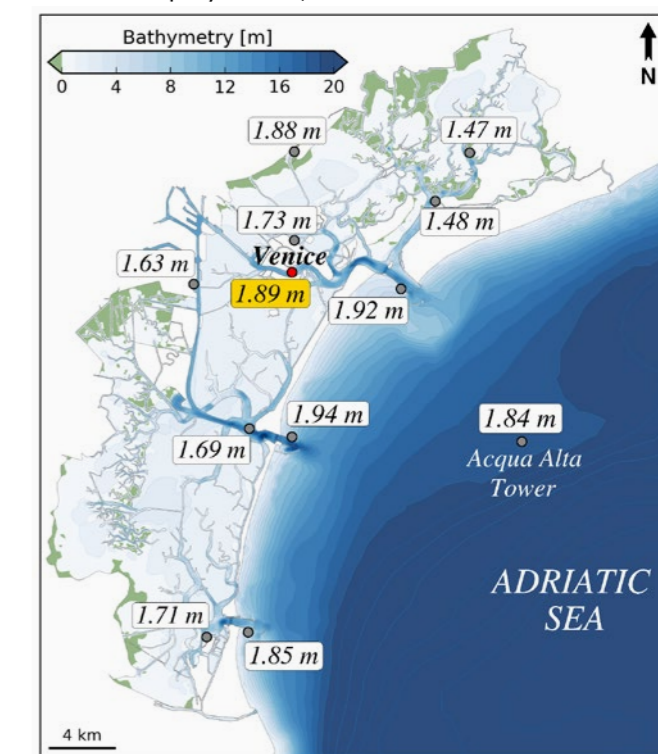 Bathymetry [m]
0 4 8 12 16 20
N
1.88 m
1.47 m
1.73 m
1.48 m
Venice
1.63 m
1.89 m
1.92 m
1.94 m
1.84 m
1.69 m
Acqua Alta
Tower
ADRIATIC
SEA
1.71 m
1.85 m
4 km